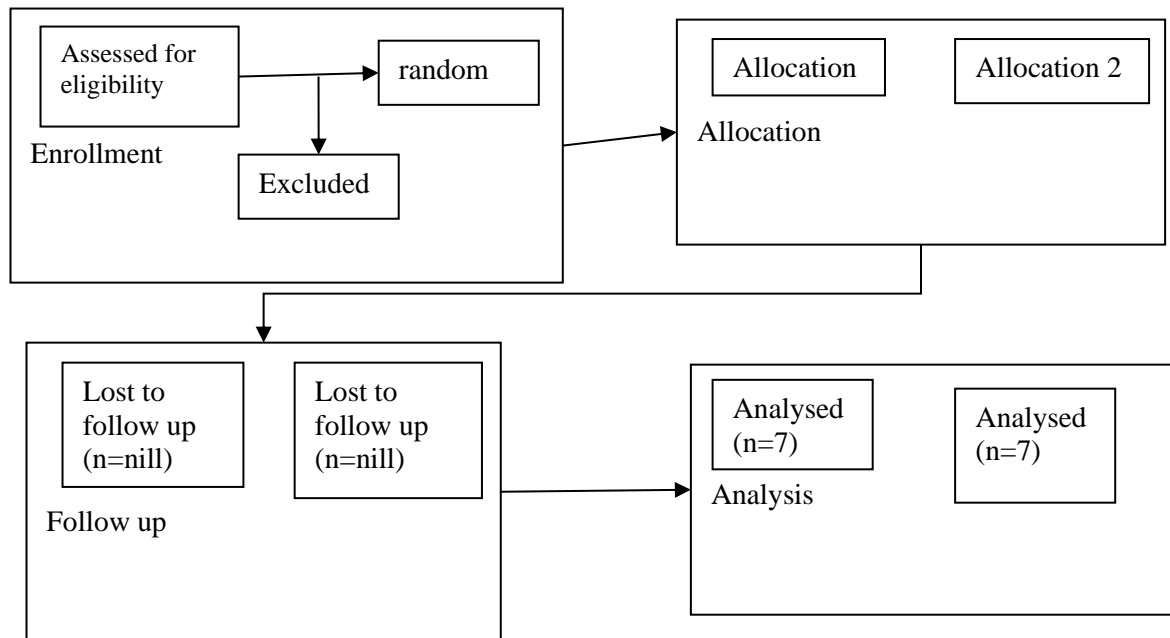 Assessed for
eligibility
random
Enrollment
Excluded
Allocation
Allocation 2
Allocation
Lost to
follow up
(n=nill)
Lost to
follow up
(n=nill)
Follow up
Analysed
(n=7)
Analysed
(n=7)
Analysis